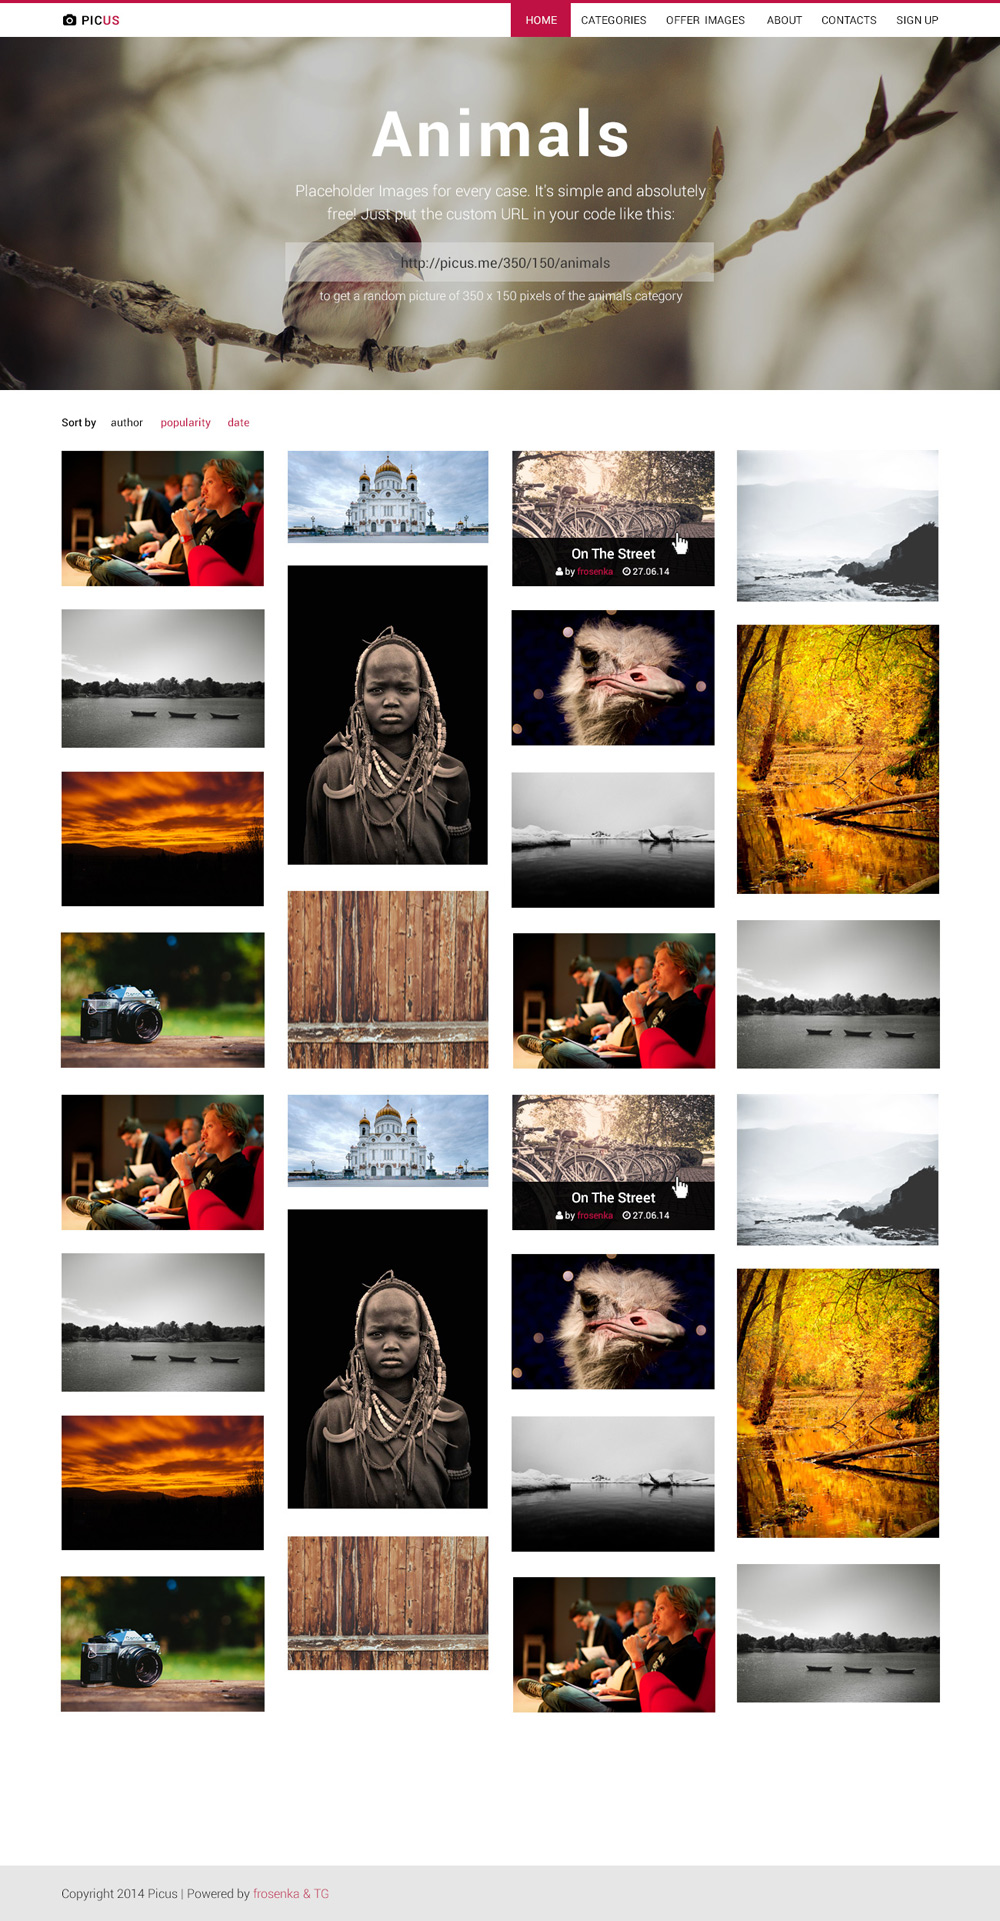 PICUS
HOME CATEGORIES OFFER IMAGES ABOUT CONTACTS SIGN UP
Animals
Placeholder Images for every case. It's simple and absolutely
free! Just put the custom URL in your code like this:
http://picus.me/350/150/animals
to get a random picture of 350 x 150 pixels of the animals category
Sort by author popularity date
On The Street
by frosenka 27.06.14
On The Street
by frosenka 27.06.14
Copyright 2014 Picus | Powered by frosenka & TG